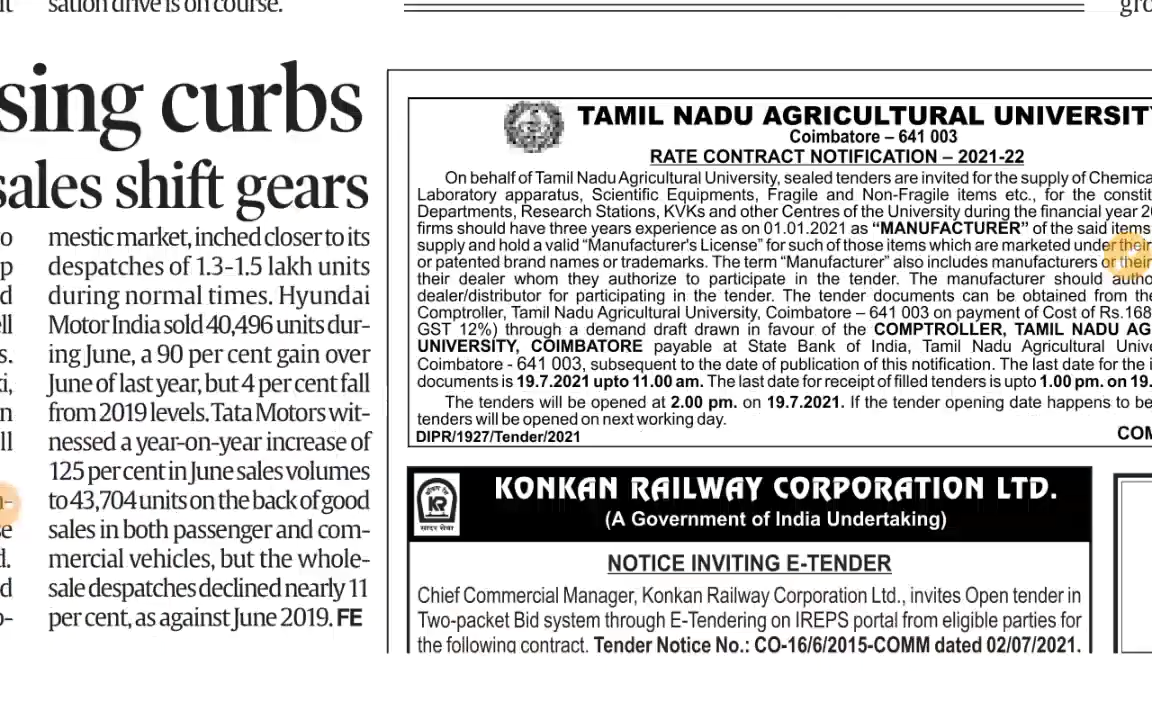 sation drive is on course.
sing curbs
sales shift gears
mestic market, inched closer to its
despatches of 1.3-1.5 lakh units
during normal times. Hyundai
Motor India sold 40,496 units dur-
ing June, a 90 per cent gain over
June of last year, but 4 per cent fall
from 2019 levels. Tata Motors wit-
nessed a year-on-year increase of
125 per cent in June sales volumes
to 43,704 units on the back of good
sales in both passenger and com-
mercial vehicles, but the whole-
sale despatches declined nearly 11
per cent, as against June 2019. FE
TAMIL NADU AGRICULTURAL UNIVERSITY
Coimbatore – 641 003
RATE CONTRACT NOTIFICATION – 2021-22
On behalf of Tamil Nadu Agricultural University, sealed tenders are invited for the supply of Chemica
Laboratory apparatus, Scientific Equipments, Fragile and Non-Fragile items etc., for the constit
Departments, Research Stations, KVKs and other Centres of the University during the financial year 20
firms should have three years experience as on 01.01.2021 as “MANUFACTURER” of the said items
supply and hold a valid “Manufacturer's License” for such of those items which are marketed under their
or patented brand names or trademarks. The term “Manufacturer” also includes manufacturers or their
their dealer whom they authorize to participate in the tender. The manufacturer should autho
dealer/distributor for participating in the tender. The tender documents can be obtained from the
Comptroller, Tamil Nadu Agricultural University, Coimbatore – 641 003 on payment of Cost of Rs.168
GST 12%) through a demand draft drawn in favour of the COMPTROLLER, TAMIL NADU AG
UNIVERSITY, COIMBATORE payable at State Bank of India, Tamil Nadu Agricultural Unive
Coimbatore - 641 003, subsequent to the date of publication of this notification. The last date for the i
documents is 19.7.2021 upto 11.00 am. The last date for receipt of filled tenders is upto 1.00 pm. on 19.
The tenders will be opened at 2.00 pm. on 19.7.2021. If the tender opening date happens to be
tenders will be opened on next working day.
DIPR/1927/Tender/2021
COM
KR
KONKAN RAILWAY CORPORATION LTD.
(A Government of India Undertaking)
NOTICE INVITING E-TENDER
Chief Commercial Manager, Konkan Railway Corporation Ltd., invites Open tender in
Two-packet Bid system through E-Tendering on IREPS portal from eligible parties for
the following contract. Tender Notice No.: CO-16/6/2015-COMM dated 02/07/2021.